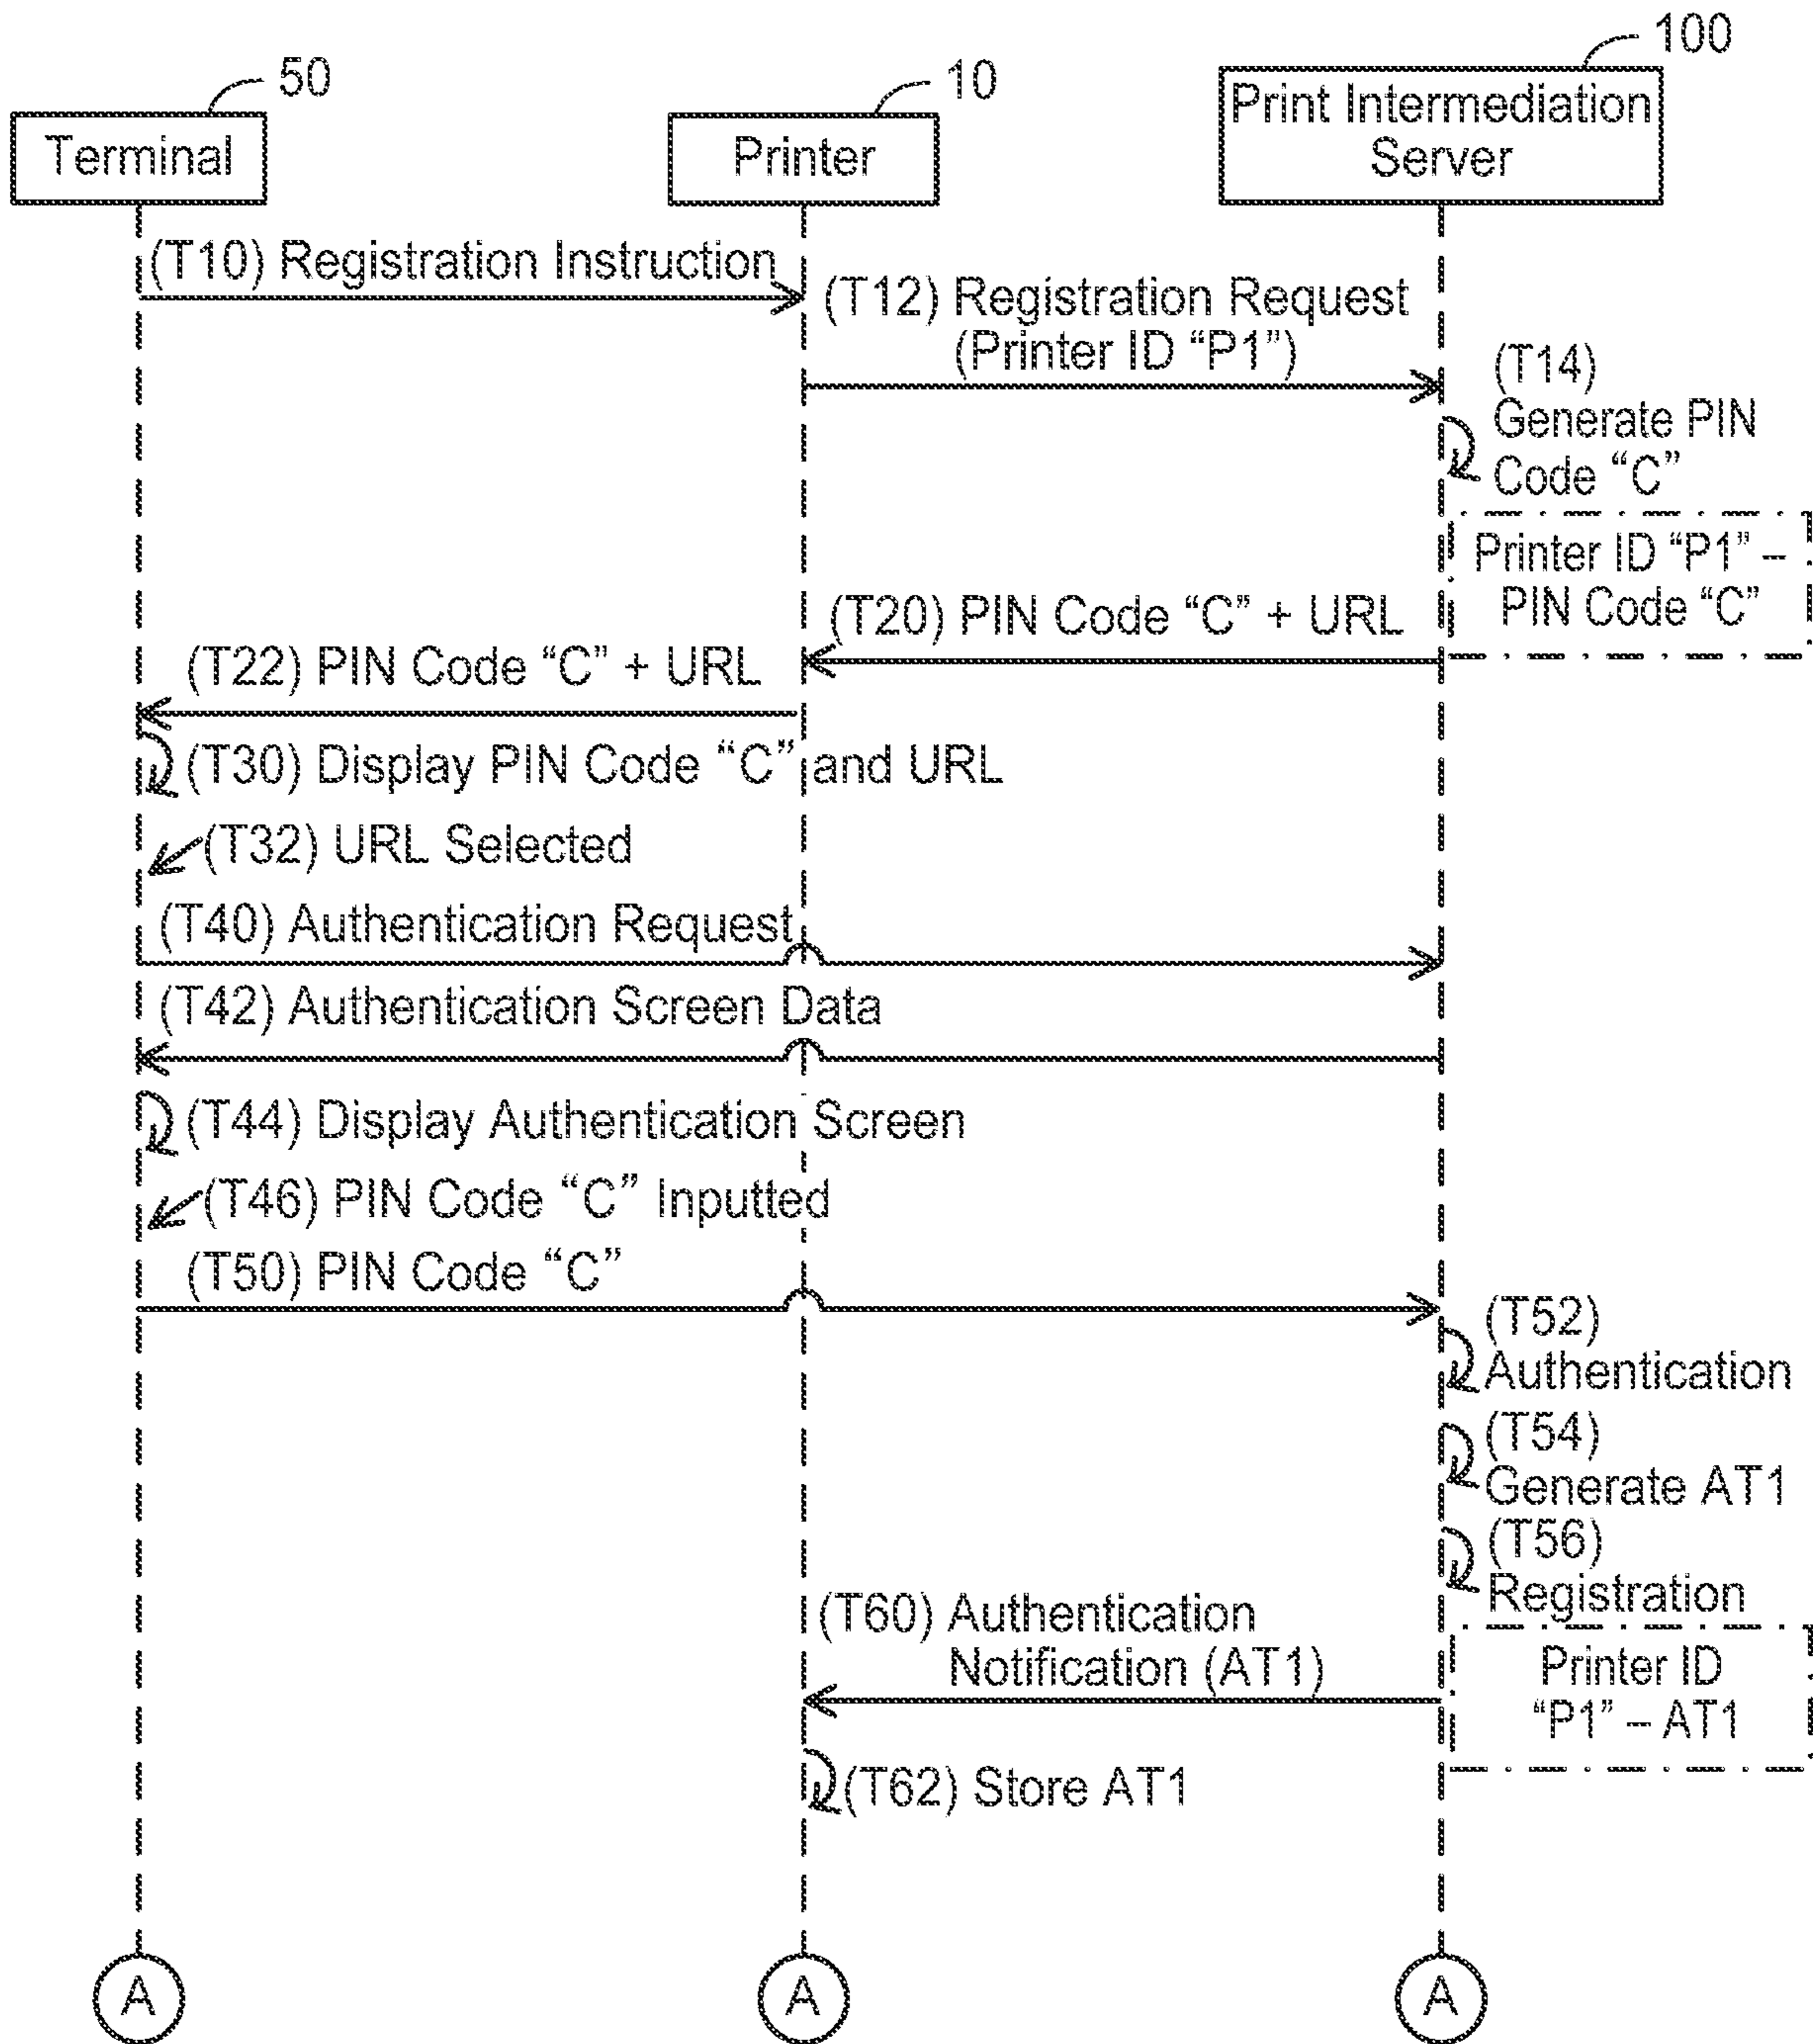 50
10
100
Terminal
Printer
Print Intermediation
Server
(T10) Registration Instruction
(T12) Registration Request
(Printer ID “P1”)
(T14)
Generate PIN
Code “C”
Printer ID “P1” –
PIN Code “C”
(T20) PIN Code “C” + URL
(T22) PIN Code “C” + URL
(T30) Display PIN Code “C” and URL
(T32) URL Selected
(T40) Authentication Request
(T42) Authentication Screen Data
(T44) Display Authentication Screen
(T46) PIN Code “C” Inputted
(T50) PIN Code “C”
(T52)
Authentication
(T54)
Generate AT1
(T56)
Registration
(T60) Authentication
Notification (AT1)
Printer ID
“P1” – AT1
(T62) Store AT1
A
A
A